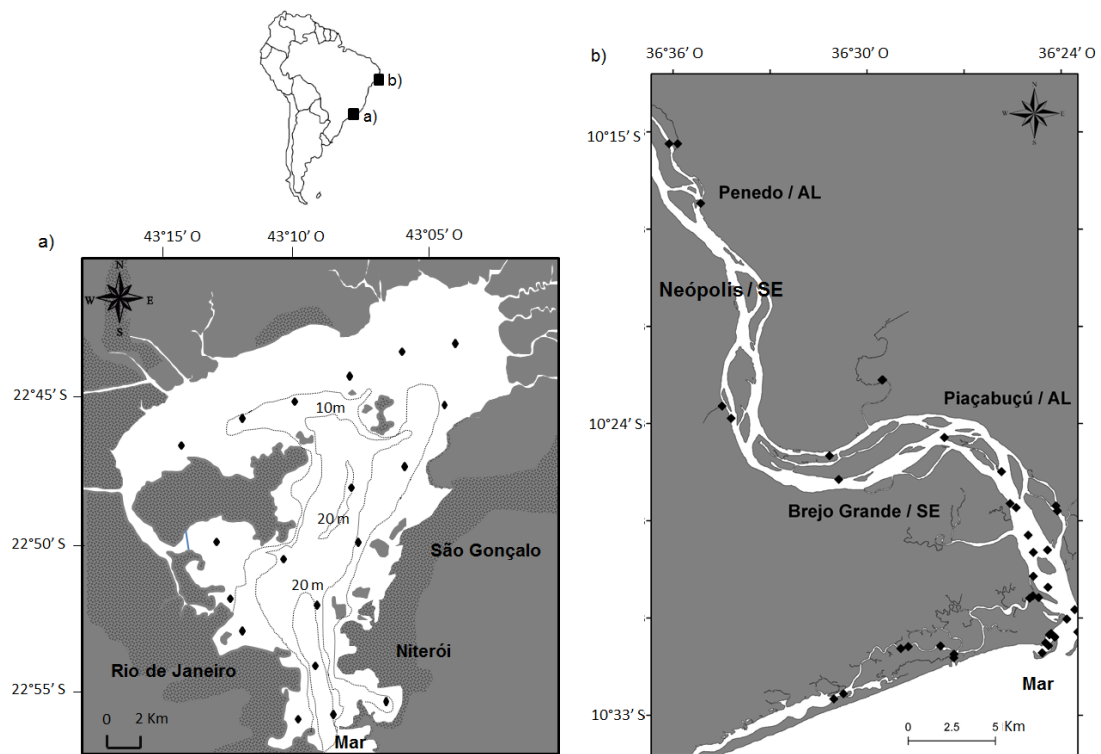 b)
a)
a)
43°15′ O
43°10′ O
43°05′ O
N
W
E
S
22°45′ S
10m
20 m
22°50′ S
São Gonçalo
20 m
Niterói
Rio de Janeiro
22°55′ S
0 2 Km
Mar
b)
36°36′ O
36°30′ O
36°24′ O
N
W
E
S
10°15′ S
Penedo / AL
Neópolis / SE
Piaçabuçú / AL
10°24′ S
Brejo Grande / SE
Mar
10°33′ S
0 2.5 5 Km